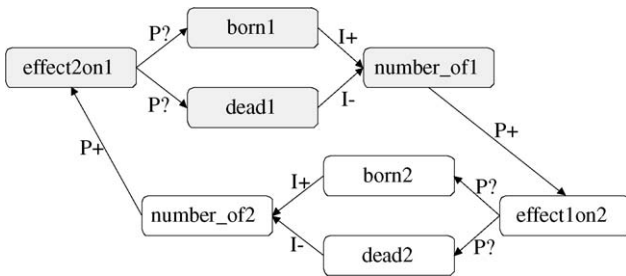 born1
P?
I+
effect2on1
number_of1
P?
dead1
I-
P+
P+
born2
I+
P?
number_of2
effect1on2
I-
P?
dead2